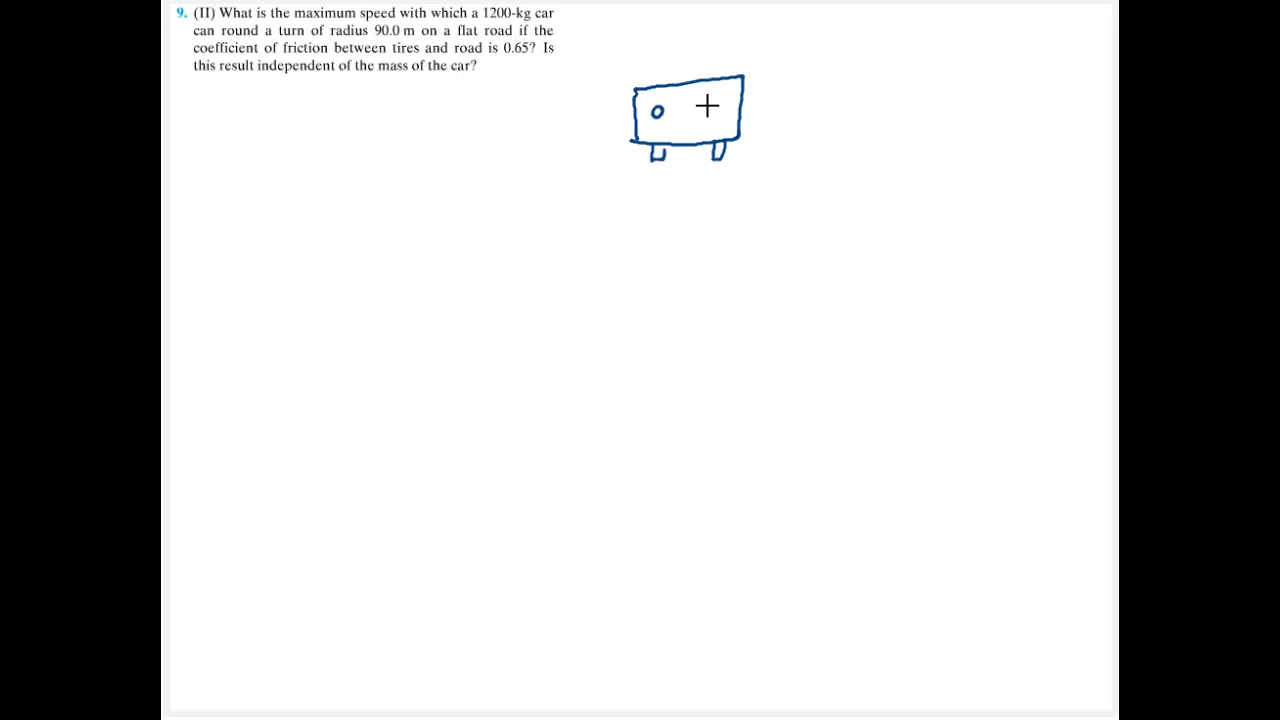 9. (II) What is the maximum speed with which a 1200-kg car
can round a turn of radius 90.0 m on a flat road if the
coefficient of friction between tires and road is 0.65? Is
this result independent of the mass of the car?